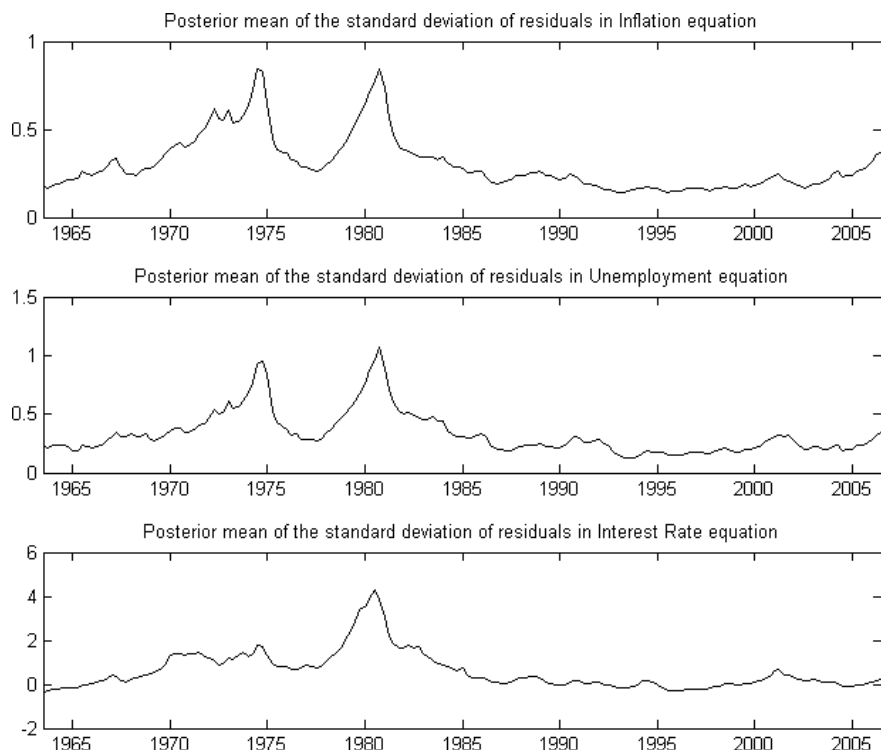 Posterior mean of the standard deviation of residuals in Inflation equation
1
0.5
0
1965 1970 1975 1980 1985 1990 1995 2000 2005
Posterior mean of the standard deviation of residuals in Unemployment equation
1.5
1
0.5
0
1965 1970 1975 1980 1985 1990 1995 2000 2005
Posterior mean of the standard deviation of residuals in Interest Rate equation
6
4
2
0
-2
1965 1970 1975 1980 1985 1990 1995 2000 2005